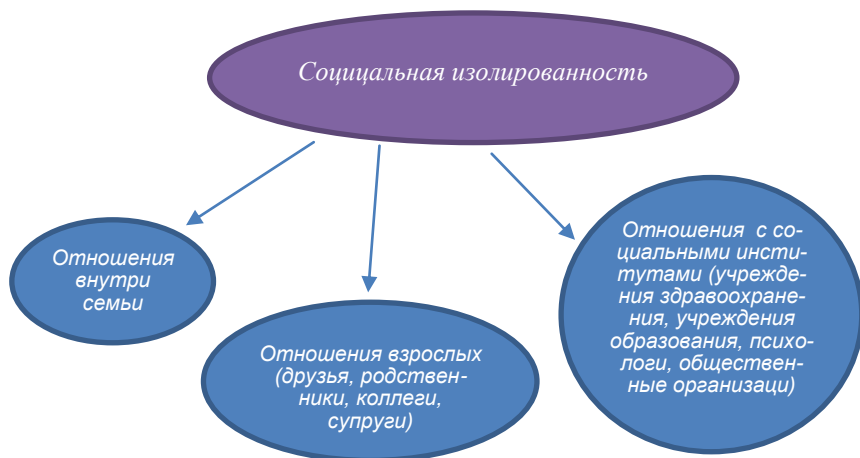 Социцальная изолированность
Отношения
внутри
семьи
Отношения взрослых
(друзья, родствен-
ники, коллеги,
супруги)
Отношения с со-
циальными инсти-
тутами (учрежде-
ния здравоохране-
ния, учреждения
образования, психо-
логи, обществен-
ные организаци)